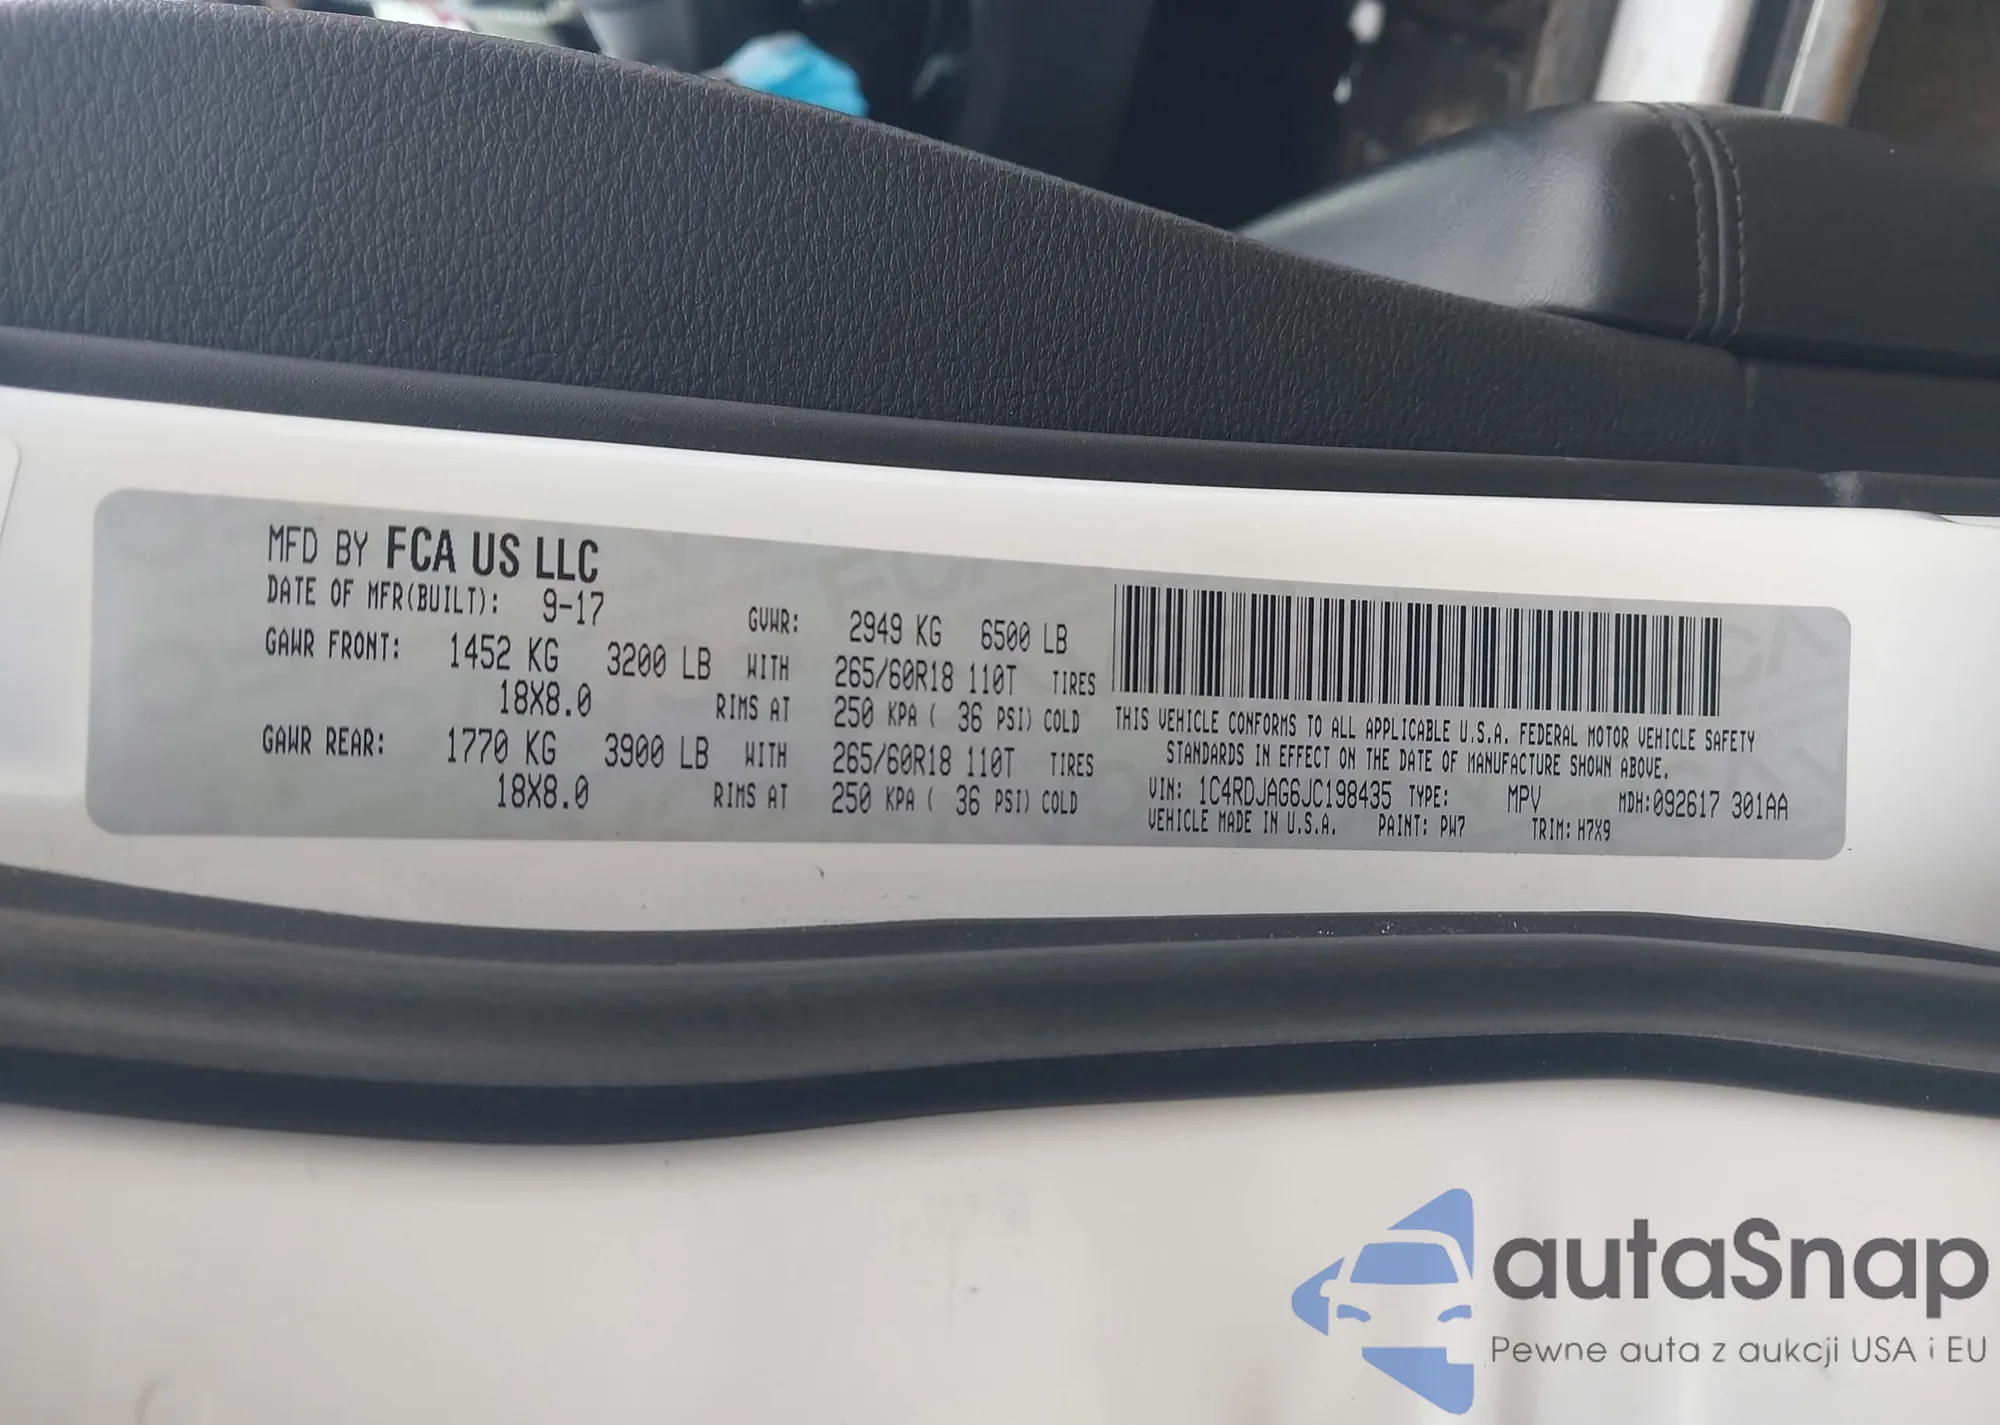 MFD BY FCA US LLC
DATE OF MFR(BUILT): 9-17 GVWR: 2949 KG 6500 LB
GAWR FRONT: 1452 KG 3200 LB WITH 265/60R18 110T TIRES
18X8.0 RIMS AT 250 KPA ( 36 PSI) COLD
GAWR REAR: 1770 KG 3900 LB WITH 265/60R18 110T TIRES
18X8.0 RIMS AT 250 KPA ( 36 PSI) COLD
THIS VEHICLE CONFORMS TO ALL APPLICABLE U.S.A. FEDERAL MOTOR VEHICLE SAFETY
STANDARDS IN EFFECT ON THE DATE OF MANUFACTURE SHOWN ABOVE.
VIN: 1C4RDJAG6JC198435 TYPE: MPV MDH:092617 301AA
VEHICLE MADE IN U.S.A. PAINT: PW7 TRIM: H7X9
autaSnap
Pewne auta z aukcji USA i EU